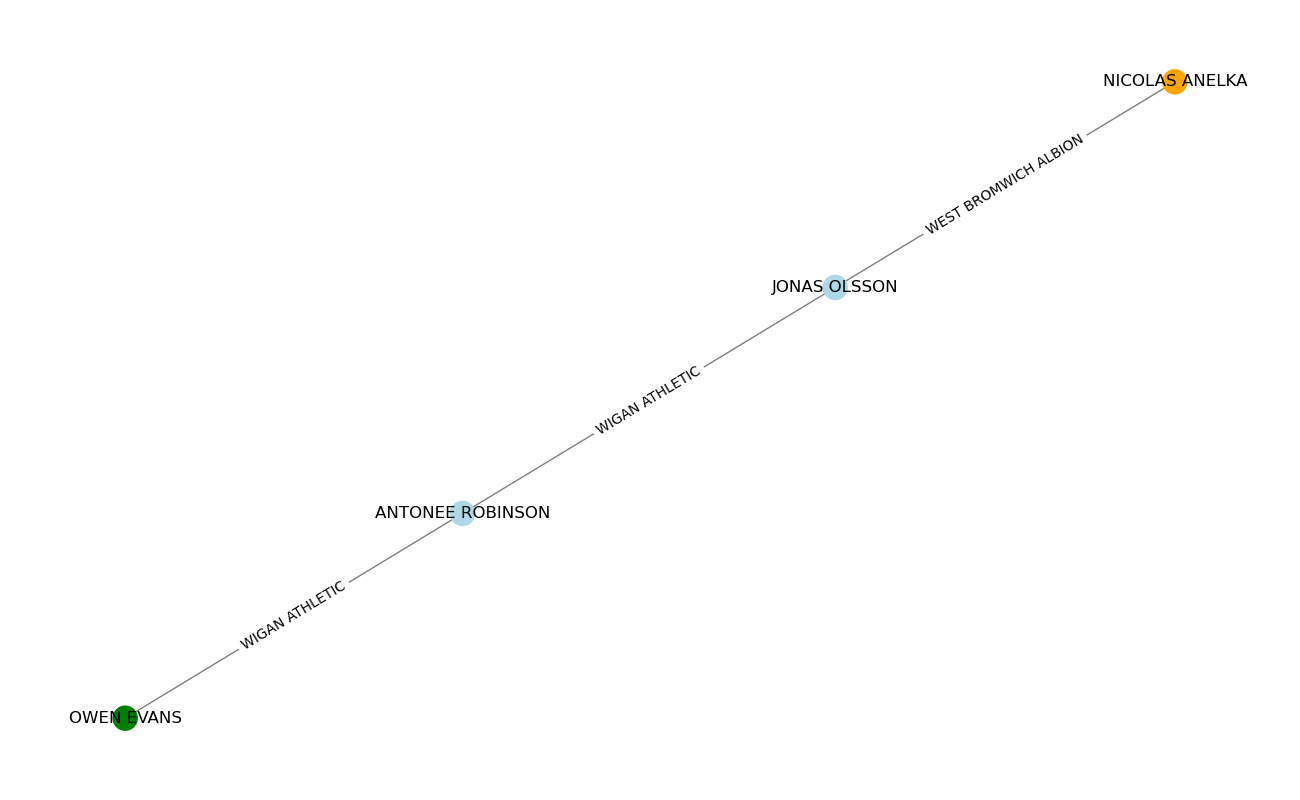 NICOLAS ANELKA
WEST BROMWICH ALBION
JONAS OLSSON
WIGAN ATHLETIC
ANTONEE ROBINSON
WIGAN ATHLETIC
OWEN EVANS